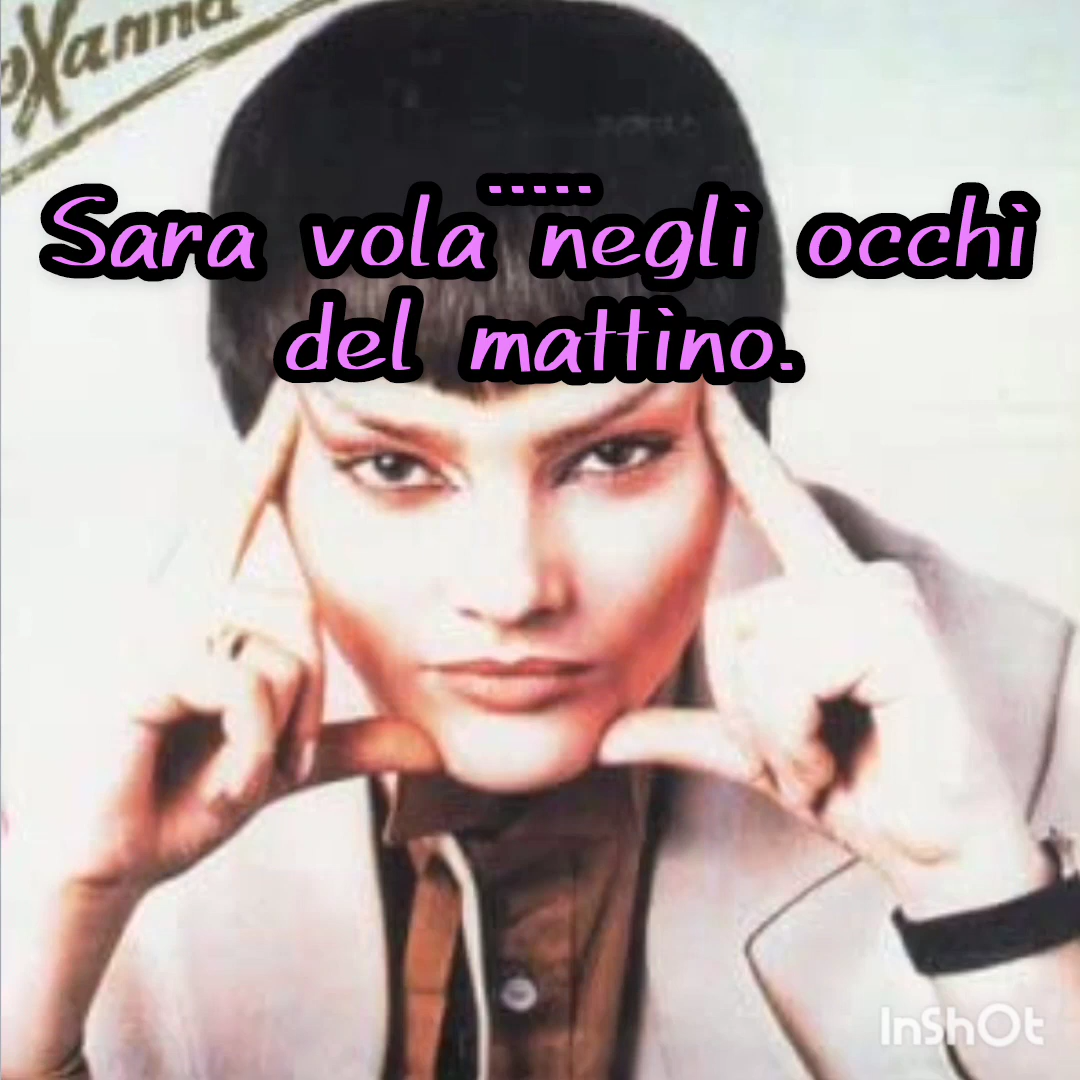 oXanna
.....
Sara vola negli occhi
del mattino.
InShOt